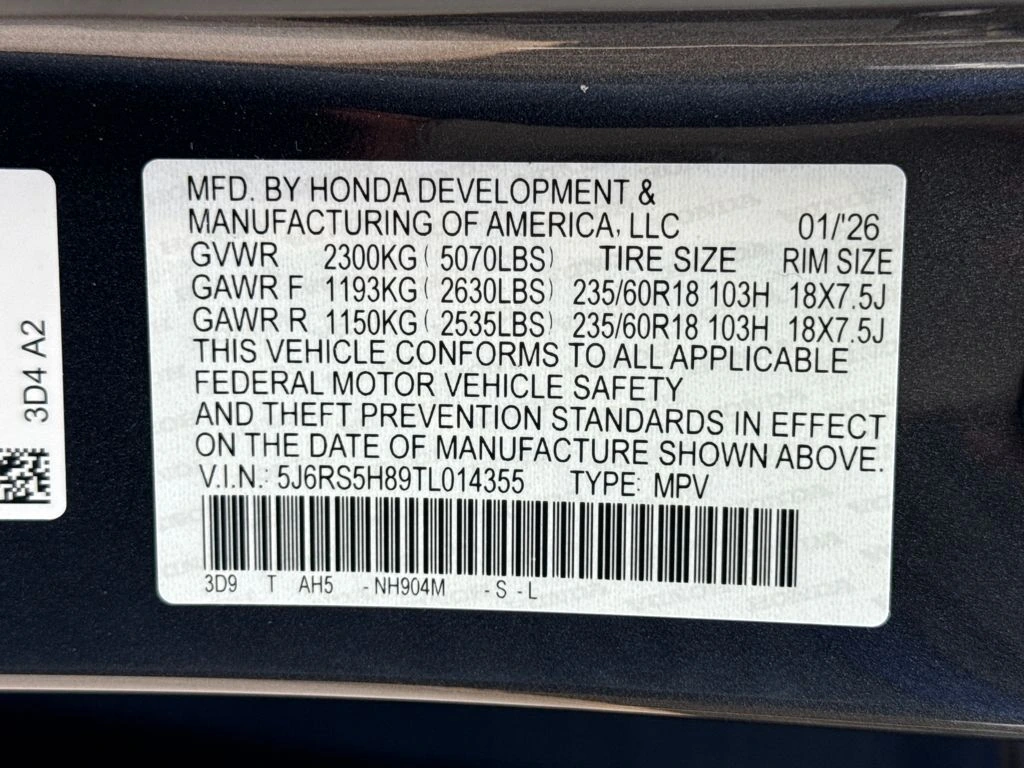 MFD. BY HONDA DEVELOPMENT &
MANUFACTURING OF AMERICA, LLC 01/'26
GVWR 2300KG ( 5070LBS) TIRE SIZE RIM SIZE
GAWR F 1193KG ( 2630LBS) 235/60R18 103H 18X7.5J
GAWR R 1150KG ( 2535LBS) 235/60R18 103H 18X7.5J
THIS VEHICLE CONFORMS TO ALL APPLICABLE
FEDERAL MOTOR VEHICLE SAFETY
AND THEFT PREVENTION STANDARDS IN EFFECT
ON THE DATE OF MANUFACTURE SHOWN ABOVE.
V.I.N.: 5J6RS5H89TL014355 TYPE: MPV
3D9 T AH5 - NH904M - S - L
3D4 A2